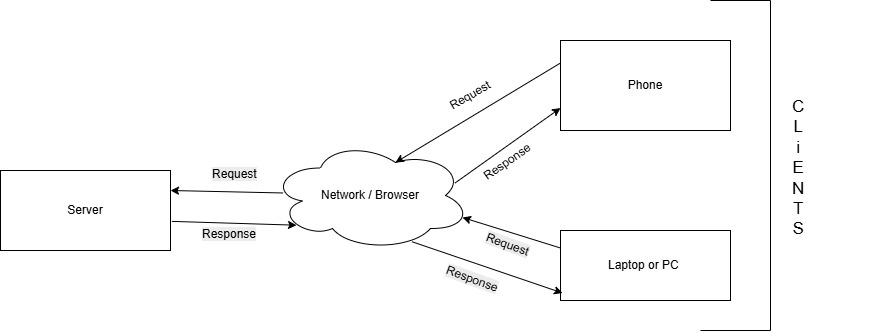 Phone
Request
Response
Request
Network / Browser
Server
Response
Request
Laptop or PC
Response
C
L
i
E
N
T
S